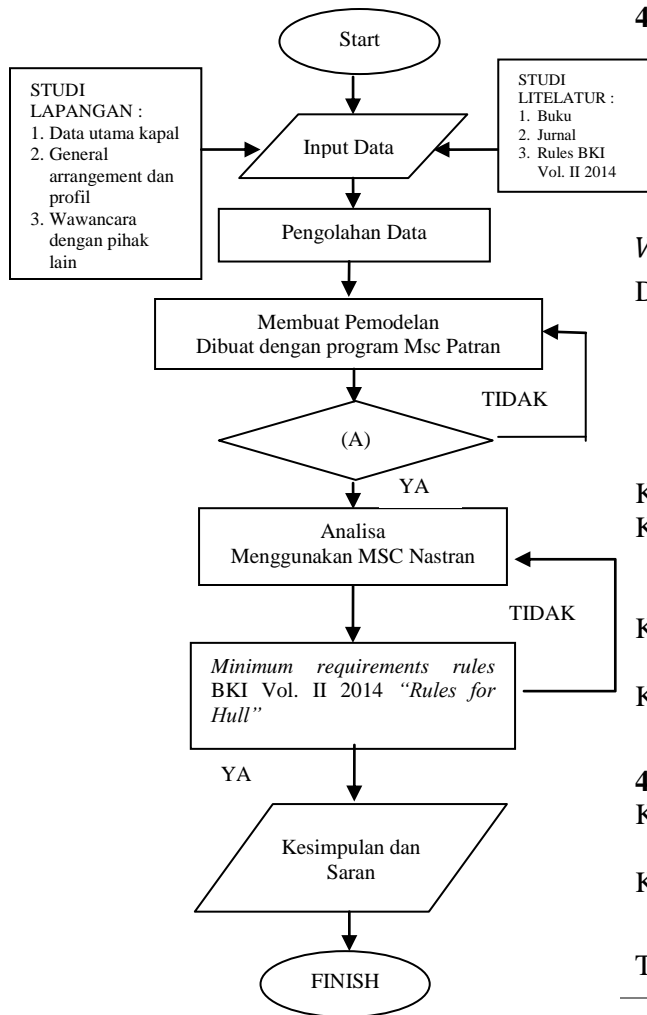 Start
STUDI
LAPANGAN :
1. Data utama kapal
2. General
arrangement dan
profil
3. Wawancara
dengan pihak
lain
STUDI
LITELATUR :
1. Buku
2. Jurnal
3. Rules BKI
Vol. II 2014
Input Data
Pengolahan Data
Membuat Pemodelan
Dibuat dengan program Msc Patran
TIDAK
(A)
YA
Analisa
Menggunakan MSC Nastran
TIDAK
Minimum requirements rules
BKI Vol. II 2014 “Rules for
Hull”
YA
Kesimpulan dan
Saran
FINISH
4
D
K
K
K
K
4
K
K
T